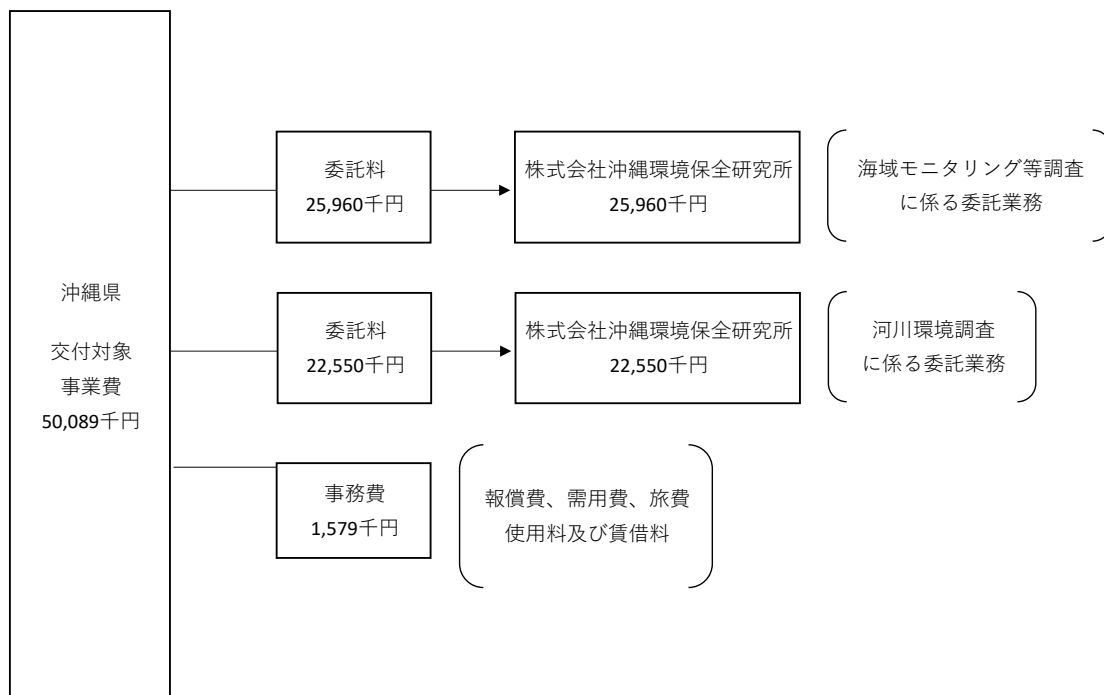 沖縄県
交付対象
事業費
50,089千円
委託料
25,960千円
株式会社沖縄環境保全研究所
25,960千円
海域モニタリング等調査
に係る委託業務
委託料
22,550千円
株式会社沖縄環境保全研究所
22,550千円
河川環境調査
に係る委託業務
事務費
1,579千円
報償費、需用費、旅費
使用料及び賃借料